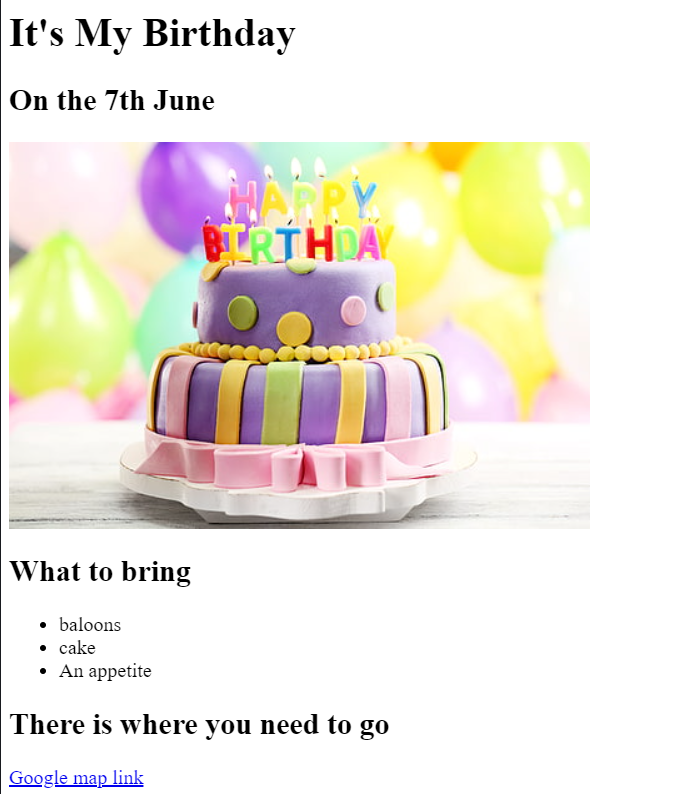 It's My Birthday
On the 7th June
HAPPY
BIRTHDAY
What to bring
baloons
cake
An appetite
There is where you need to go
Google map link